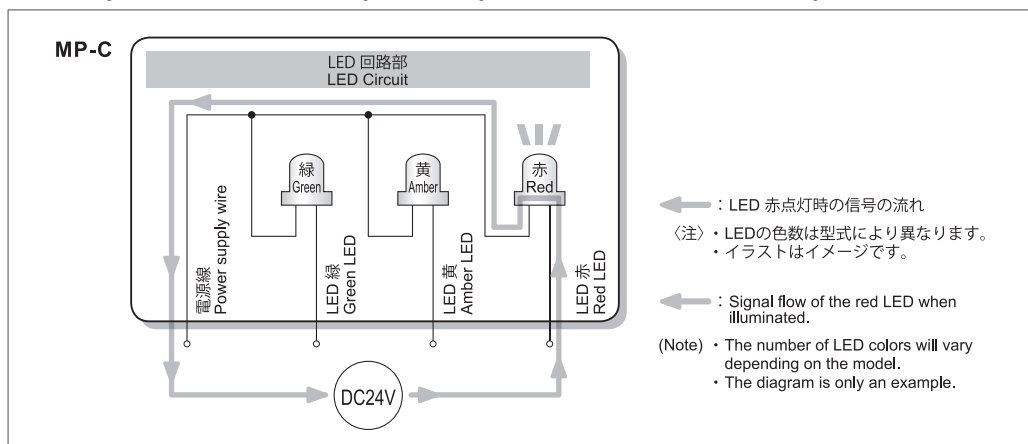 MP-C
LED 回路部
LED Circuit
緑
Green
黄
Amber
赤
Red
電源線
Power supply wire
LED 緑
Green LED
LED 黄
Amber LED
LED 赤
Red LED
DC24V
：LED 赤点灯時の信号の流れ
〈注〉・LEDの色数は型式により異なります。
・イラストはイメージです。
：Signal flow of the red LED when
illuminated.
(Note) ・The number of LED colors will vary
depending on the model.
・The diagram is only an example.